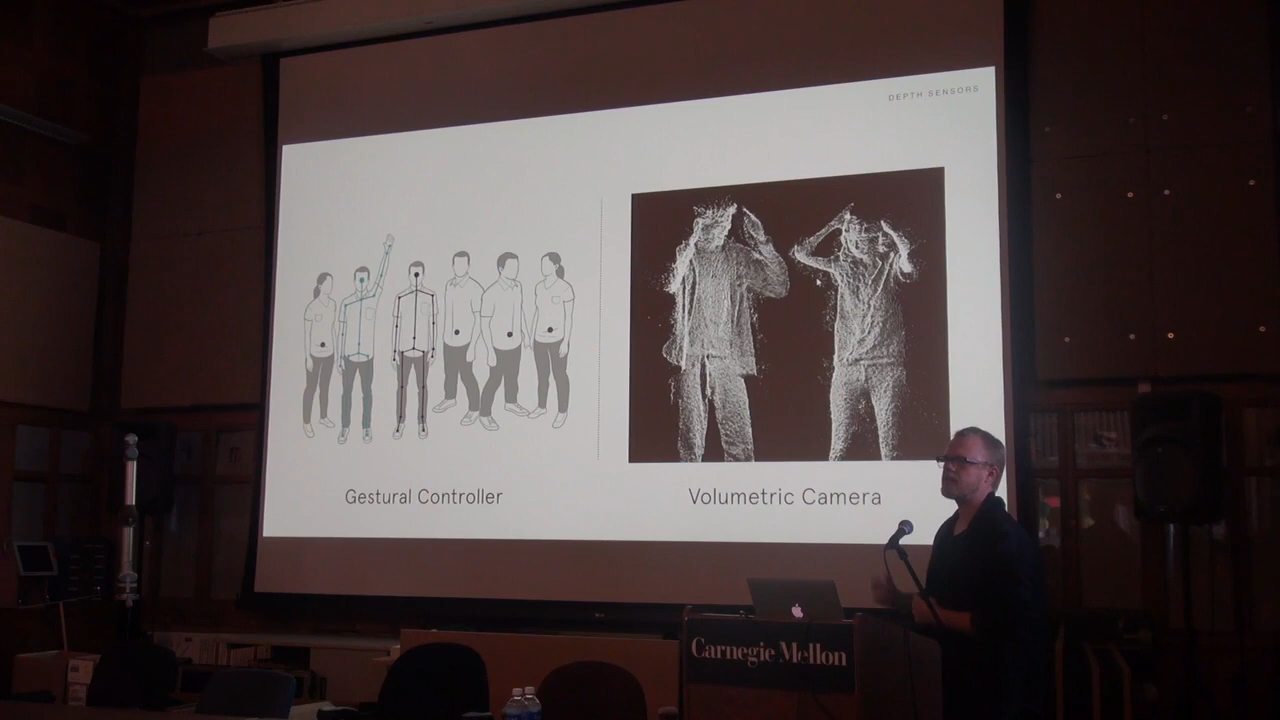 DEPTH SENSORS
Gestural Controller
Volumetric Camera
Carnegie Mellon